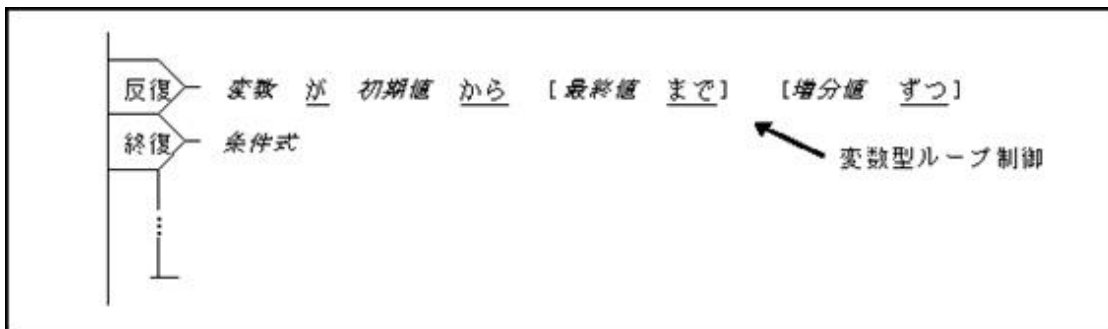 反復 変数 が 初期値 から [最終値 まで] [増分値 ずつ]
終復 条件式
変数型ループ制御